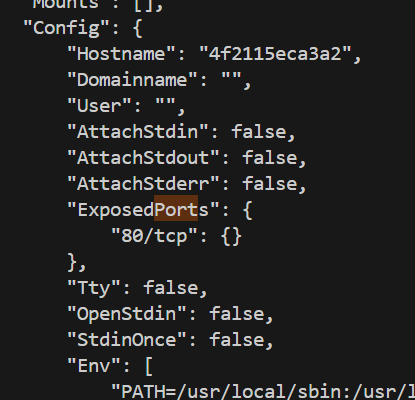 "Mounts": [],
"Config": {
"Hostname": "4f2115eca3a2",
"Domainname": "",
"User": "",
"AttachStdin": false,
"AttachStdout": false,
"AttachStderr": false,
"ExposedPorts": {
"80/tcp": {}
},
"Tty": false,
"OpenStdin": false,
"StdinOnce": false,
"Env": [
"PATH=/usr/local/sbin:/usr/l